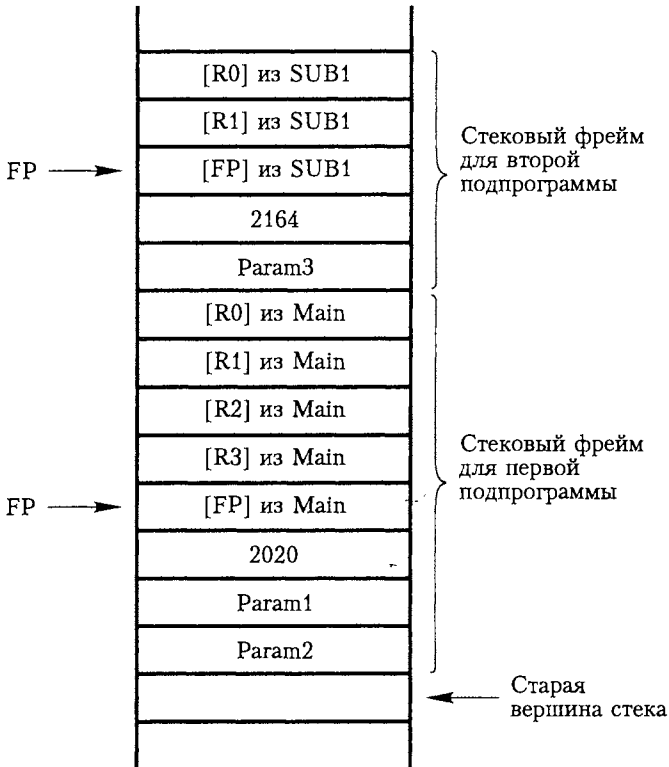 [R0] из SUB1
[R1] из SUB1
FP
[FP] из SUB1
2164
Param3
Стековый фрейм
для второй
подпрограммы
[R0] из Main
[R1] из Main
[R2] из Main
[R3] из Main
FP
[FP] из Main
2020
Param1
Param2
Стековый фрейм
для первой
подпрограммы
Старая
вершина стека